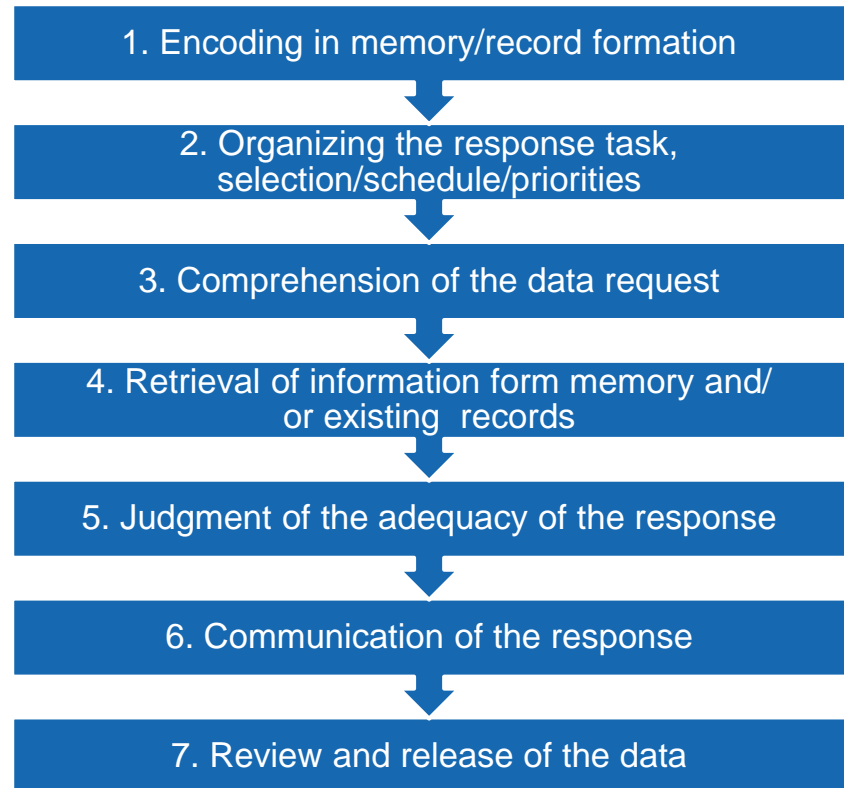 1. Encoding in memory/record formation
2. Organizing the response task,
selection/schedule/priorities
3. Comprehension of the data request
4. Retrieval of information form memory and/
or existing  records
5. Judgment of the adequacy of the response
6. Communication of the response
7. Review and release of the data